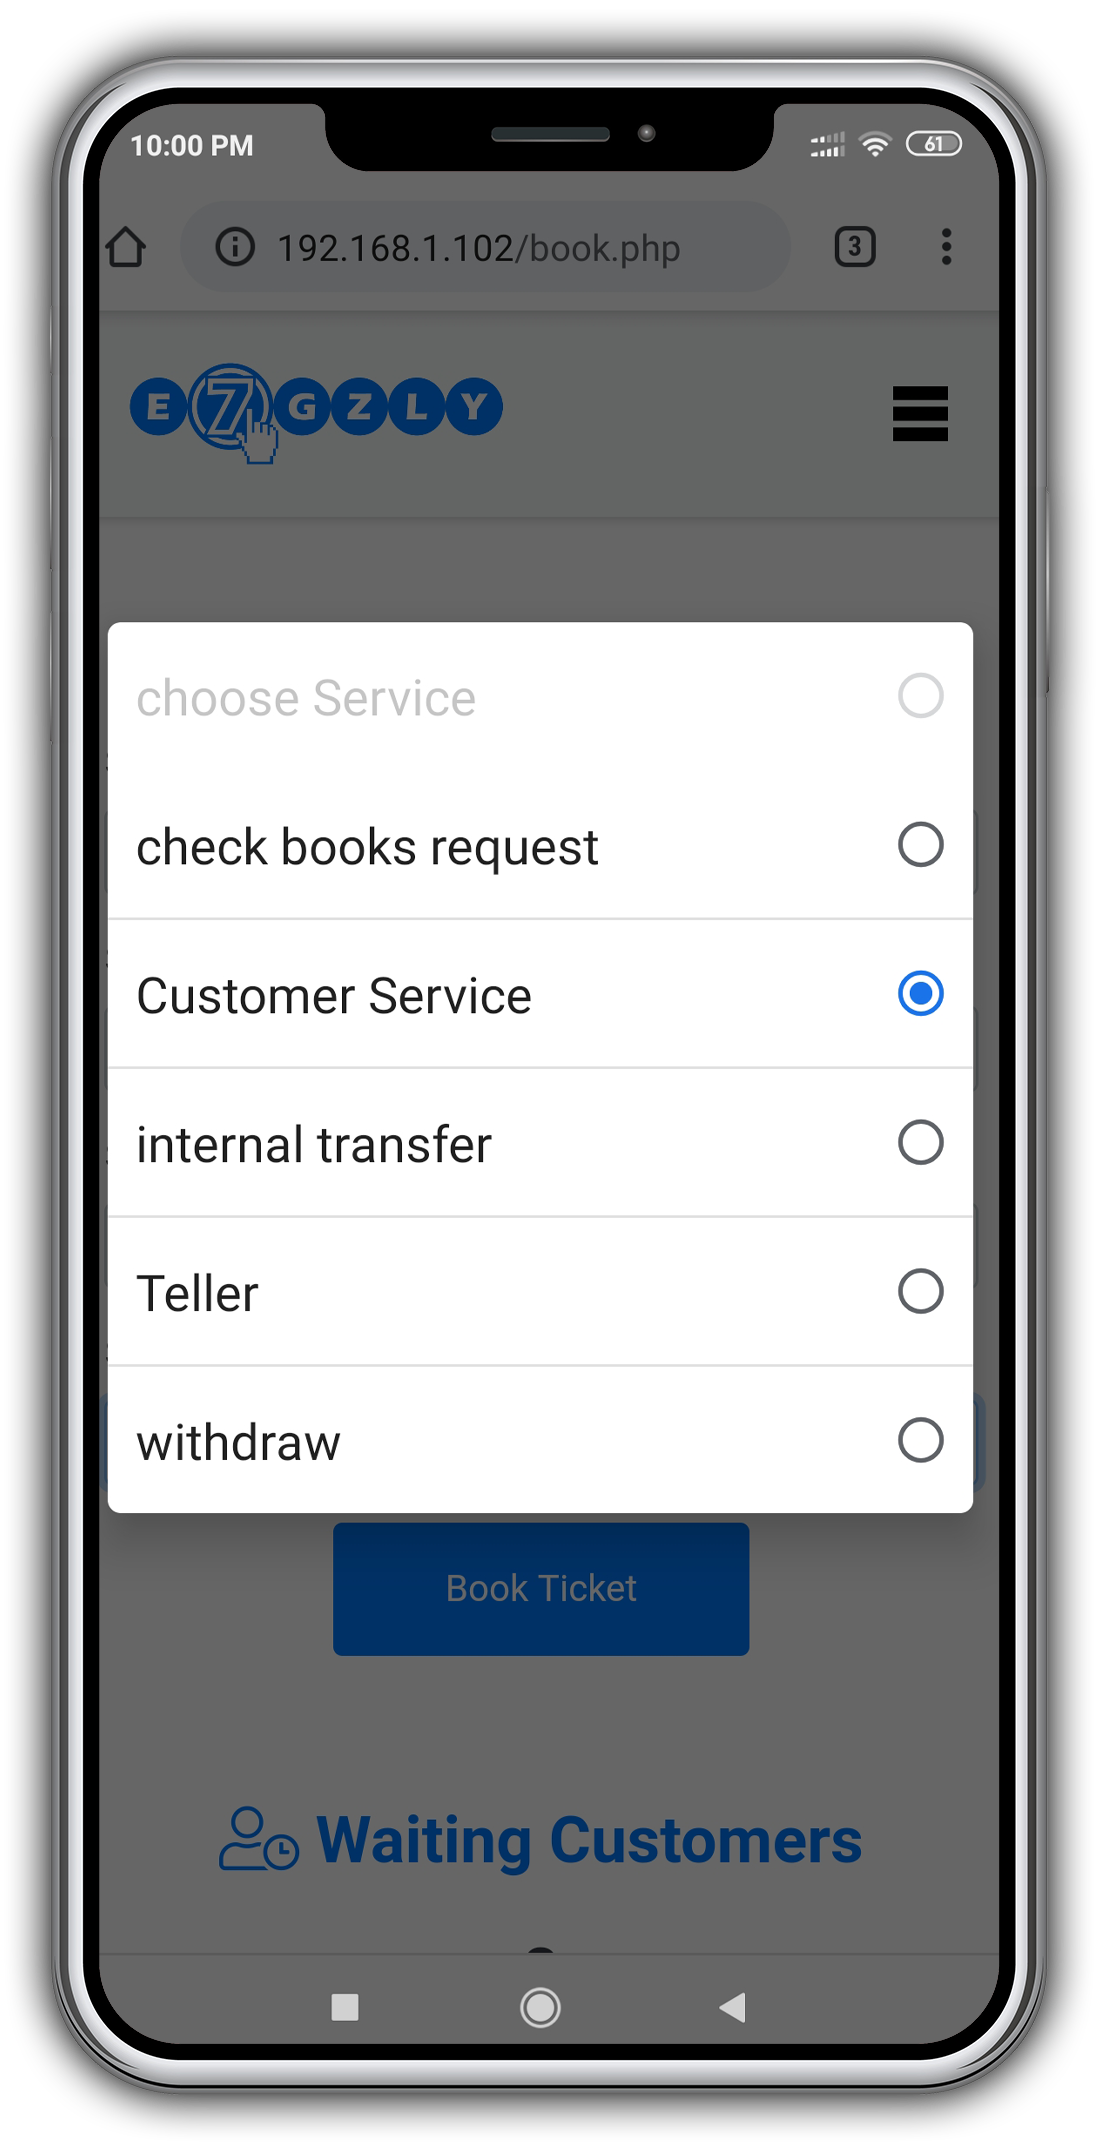 10:00 PM
61
192.168.1.102/book.php
3
E7GZLY
choose Service
check books request
Customer Service
internal transfer
Teller
withdraw
Book Ticket
Waiting Customers